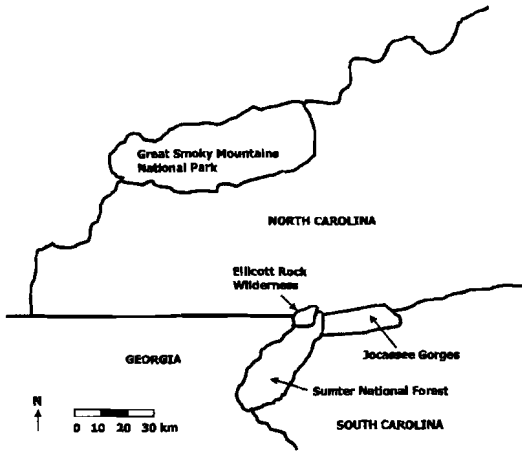 Great Smoky Mountains
National Park
NORTH CAROLINA
Ellicott Rock
Wilderness
Jocassee Gorges
GEORGIA
Sumter National Forest
N
0 10 20 30 km
SOUTH CAROLINA